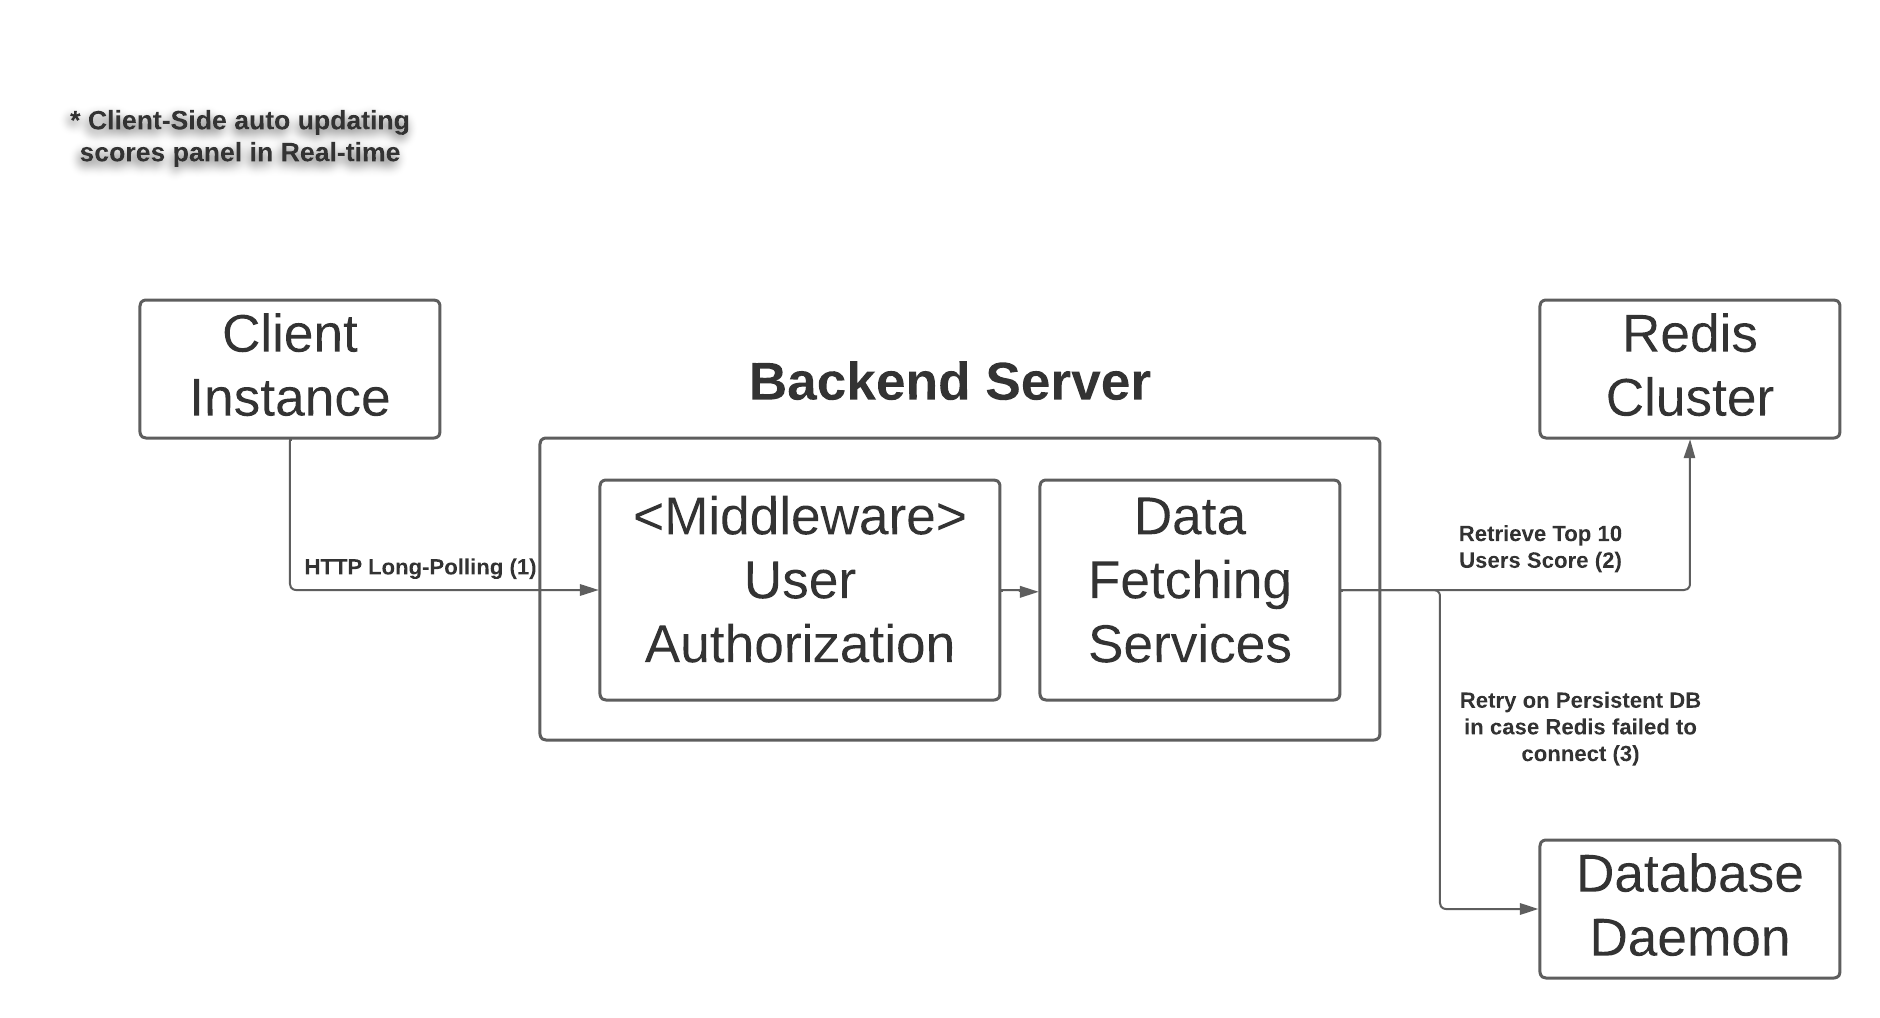 * Client-Side auto updating
scores panel in Real-time
Client
Instance
HTTP Long-Polling (1)
Backend Server
<Middleware>
User
Authorization
Data
Fetching
Services
Redis
Cluster
Retrieve Top 10
Users Score (2)
Retry on Persistent DB
in case Redis failed to
connect (3)
Database
Daemon